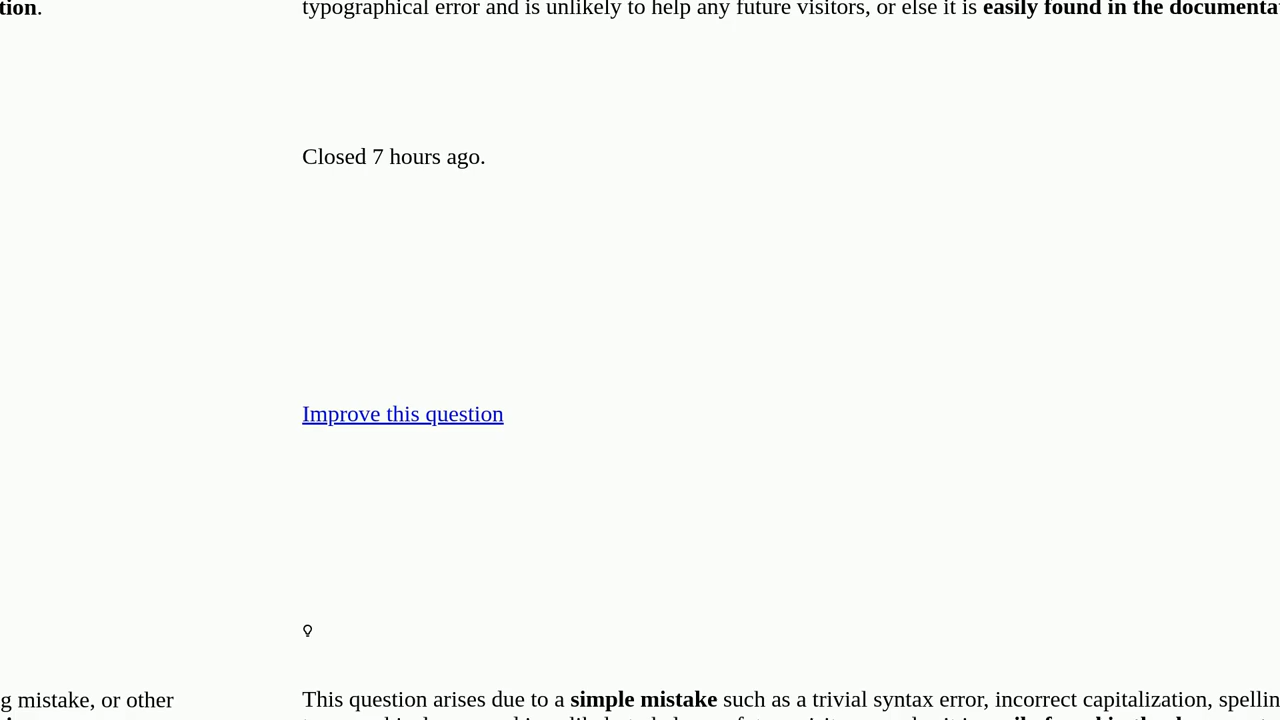 tion.
typographical error and is unlikely to help any future visitors, or else it is easily found in the documenta
Closed 7 hours ago.
Improve this question
g mistake, or other
This question arises due to a simple mistake such as a trivial syntax error, incorrect capitalization, spellin